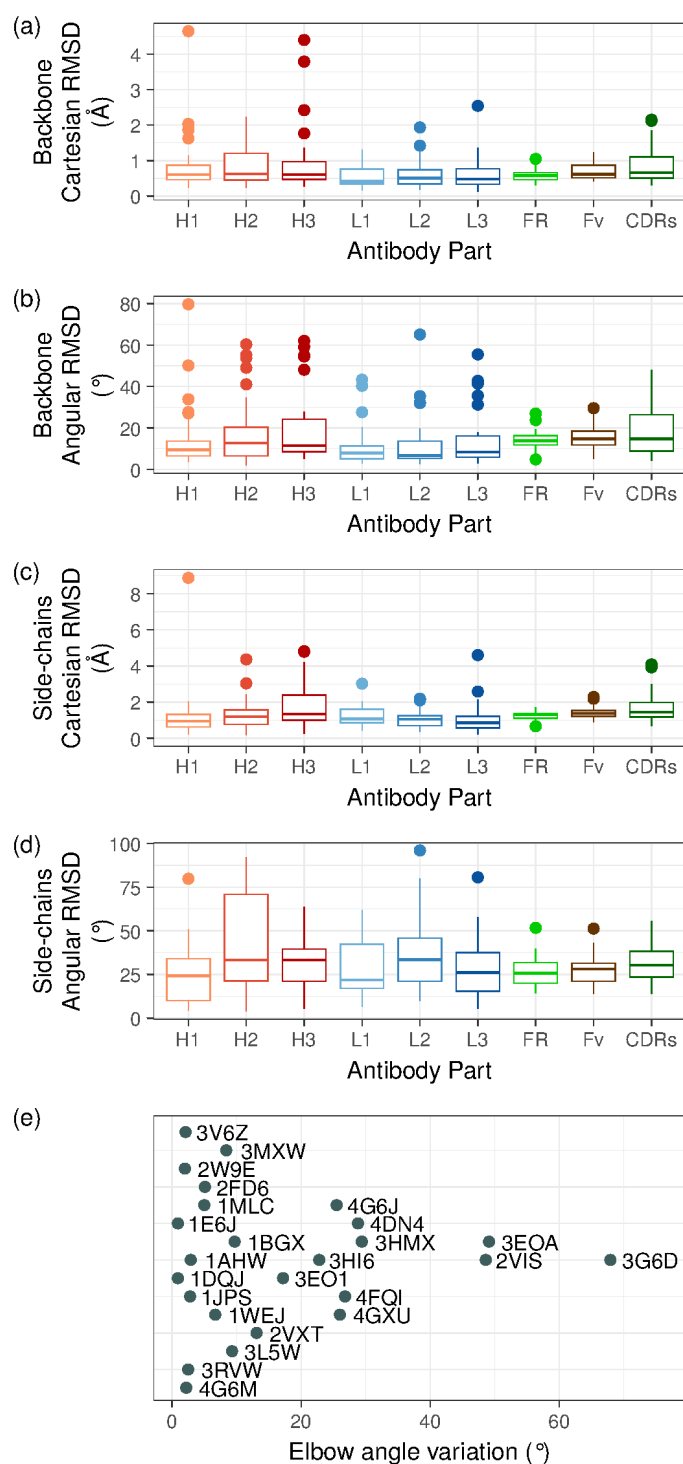 (a)
Backbone
Cartesian RMSD
(Å)
4
3
2
1
0
H1 H2 H3 L1 L2 L3 FR Fv CDRs
Antibody Part
(b)
Backbone
Angular RMSD
(°)
80
60
40
20
0
H1 H2 H3 L1 L2 L3 FR Fv CDRs
Antibody Part
(c)
Side-chains
Cartesian RMSD
(Å)
8
6
4
2
0
H1 H2 H3 L1 L2 L3 FR Fv CDRs
Antibody Part
(d)
Side-chains
Angular RMSD
(°)
100
75
50
25
0
H1 H2 H3 L1 L2 L3 FR Fv CDRs
Antibody Part
(e)
3V6Z
3MXW
2W9E
2FD6
1MLC 4G6J
1E6J 4DN4
1BGX 3HMX 3EOA
1AHW 3HI6 2VIS 3G6D
1DQJ 3EO1
1JPS 4FQI
1WEJ 4GXU
2VXT
3L5W
3RVW
4G6M
0 20 40 60
Elbow angle variation (°)